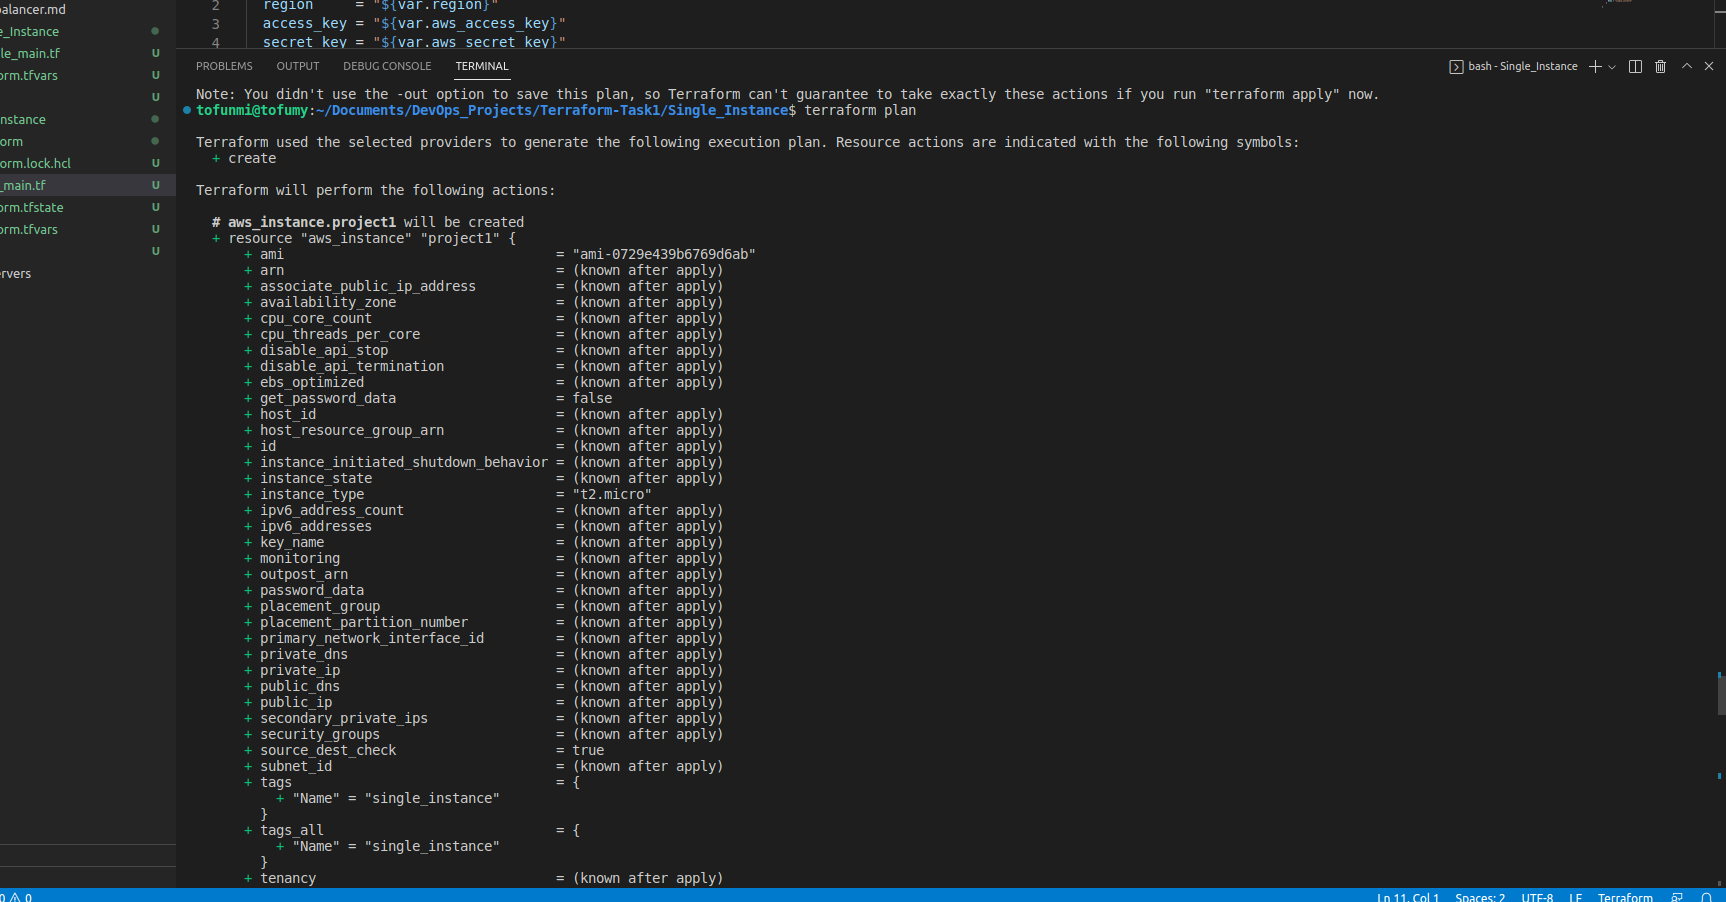 balancer.md
e_Instance
le_main.tf U
orm.tfvars U
U
nstance
orm
orm.lock.hcl U
_main.tf U
orm.tfstate U
orm.tfvars U
U
ervers
2 region = "${var.region}"
3 access_key = "${var.aws_access_key}"
4 secret_key = "${var.aws_secret_key}"
PROBLEMS OUTPUT DEBUG CONSOLE TERMINAL bash - Single_Instance
Note: You didn't use the -out option to save this plan, so Terraform can't guarantee to take exactly these actions if you run "terraform apply" now.
tofunmi@tofumy:~/Documents/DevOps_Projects/Terraform-Task1/Single_Instance$ terraform plan
Terraform used the selected providers to generate the following execution plan. Resource actions are indicated with the following symbols:
+ create
Terraform will perform the following actions:
# aws_instance.project1 will be created
+ resource "aws_instance" "project1" {
+ ami = "ami-0729e439b6769d6ab"
+ arn = (known after apply)
+ associate_public_ip_address = (known after apply)
+ availability_zone = (known after apply)
+ cpu_core_count = (known after apply)
+ cpu_threads_per_core = (known after apply)
+ disable_api_stop = (known after apply)
+ disable_api_termination = (known after apply)
+ ebs_optimized = (known after apply)
+ get_password_data = false
+ host_id = (known after apply)
+ host_resource_group_arn = (known after apply)
+ id = (known after apply)
+ instance_initiated_shutdown_behavior = (known after apply)
+ instance_state = (known after apply)
+ instance_type = "t2.micro"
+ ipv6_address_count = (known after apply)
+ ipv6_addresses = (known after apply)
+ key_name = (known after apply)
+ monitoring = (known after apply)
+ outpost_arn = (known after apply)
+ password_data = (known after apply)
+ placement_group = (known after apply)
+ placement_partition_number = (known after apply)
+ primary_network_interface_id = (known after apply)
+ private_dns = (known after apply)
+ private_ip = (known after apply)
+ public_dns = (known after apply)
+ public_ip = (known after apply)
+ secondary_private_ips = (known after apply)
+ security_groups = (known after apply)
+ source_dest_check = true
+ subnet_id = (known after apply)
+ tags = {
+ "Name" = "single_instance"
}
+ tags_all = {
+ "Name" = "single_instance"
}
+ tenancy = (known after apply)
0 0 Ln 11, Col 1 Spaces: 2 UTF-8 LF Terraform